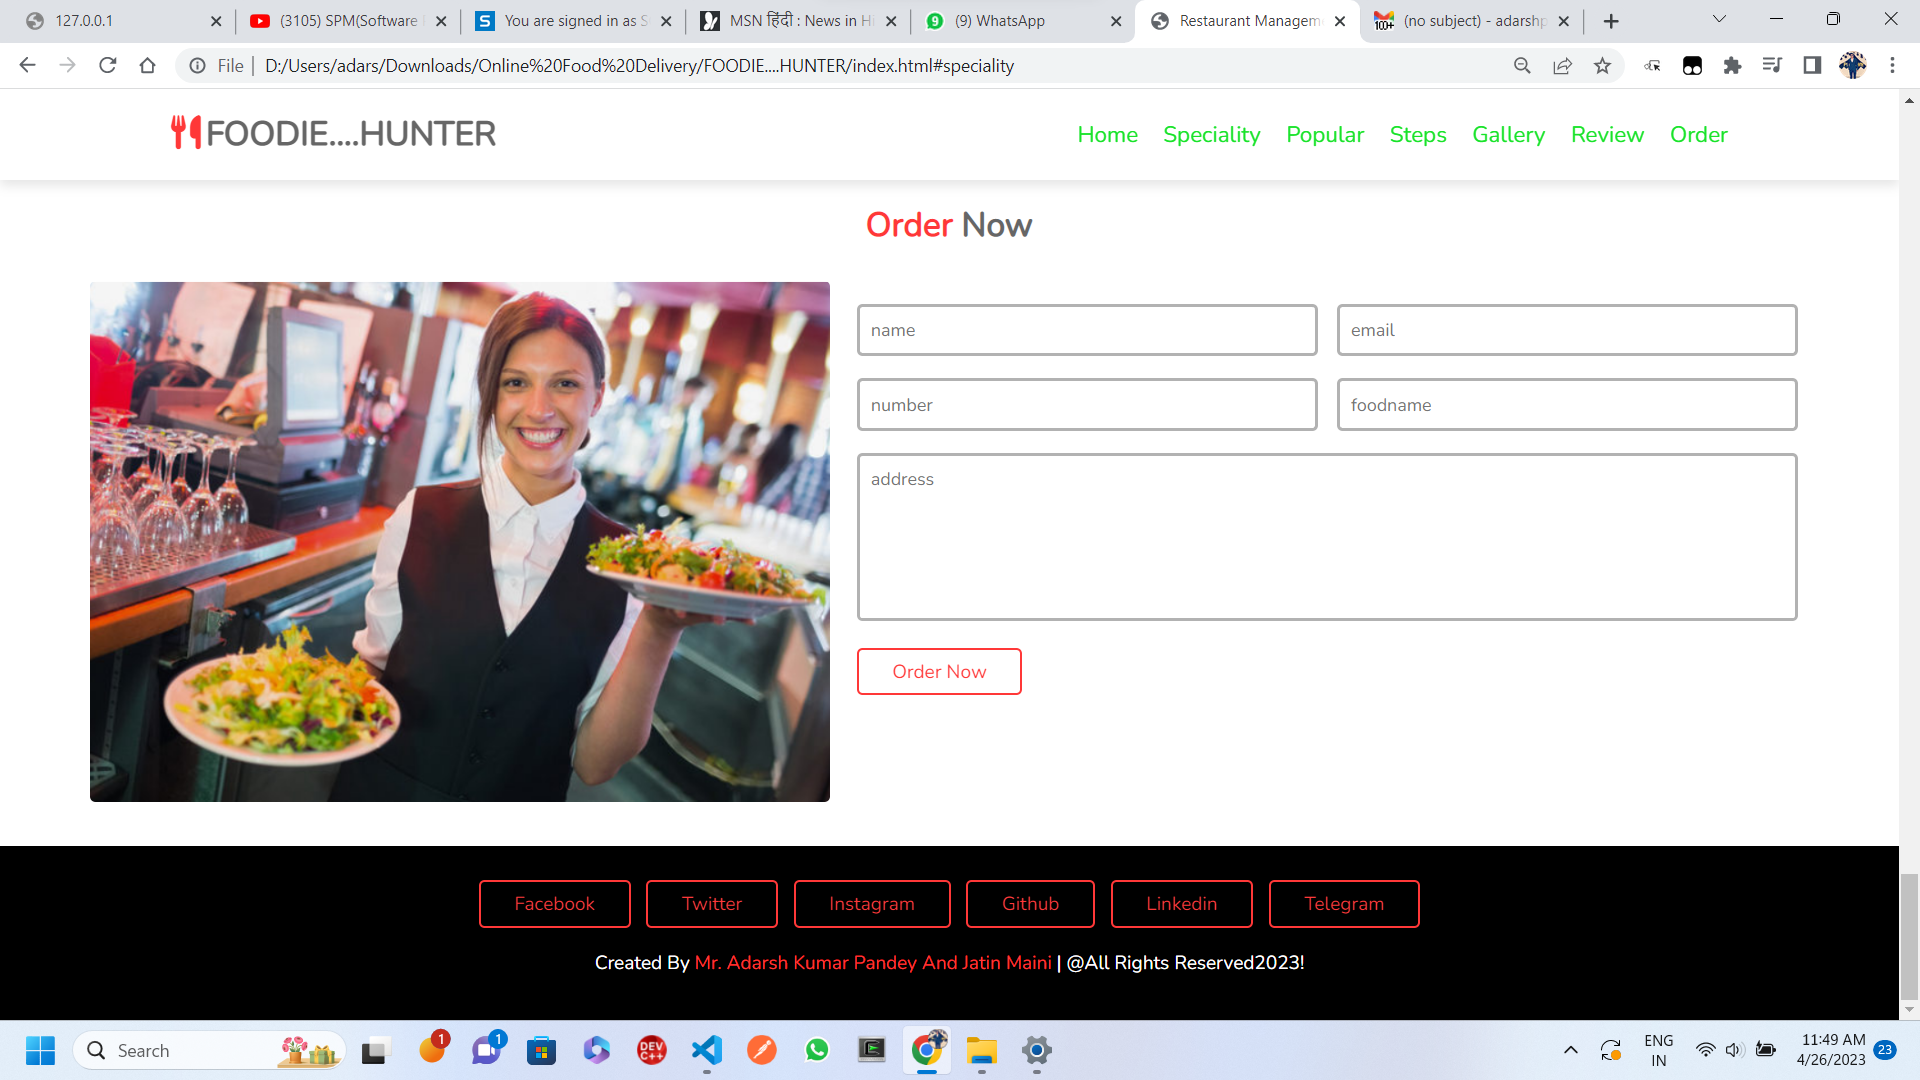 127.0.0.1
(3105) SPM(Software
You are signed in as S
MSN हिंदी : News in Hi
(9) WhatsApp
Restaurant Managem
(no subject) - adarshp
File
D:/Users/adars/Downloads/Online%20Food%20Delivery/FOODIE....HUNTER/index.html#speciality
FOODIE....HUNTER
Home Speciality Popular Steps Gallery Review Order
Order Now
name
email
number
foodname
address
Order Now
Facebook
Twitter
Instagram
Github
Linkedin
Telegram
Created By Mr. Adarsh Kumar Pandey And Jatin Maini | @All Rights Reserved2023!
Search
1
1
DEV
C++
ENG
IN
11:49 AM
4/26/2023
23
9
100+
S